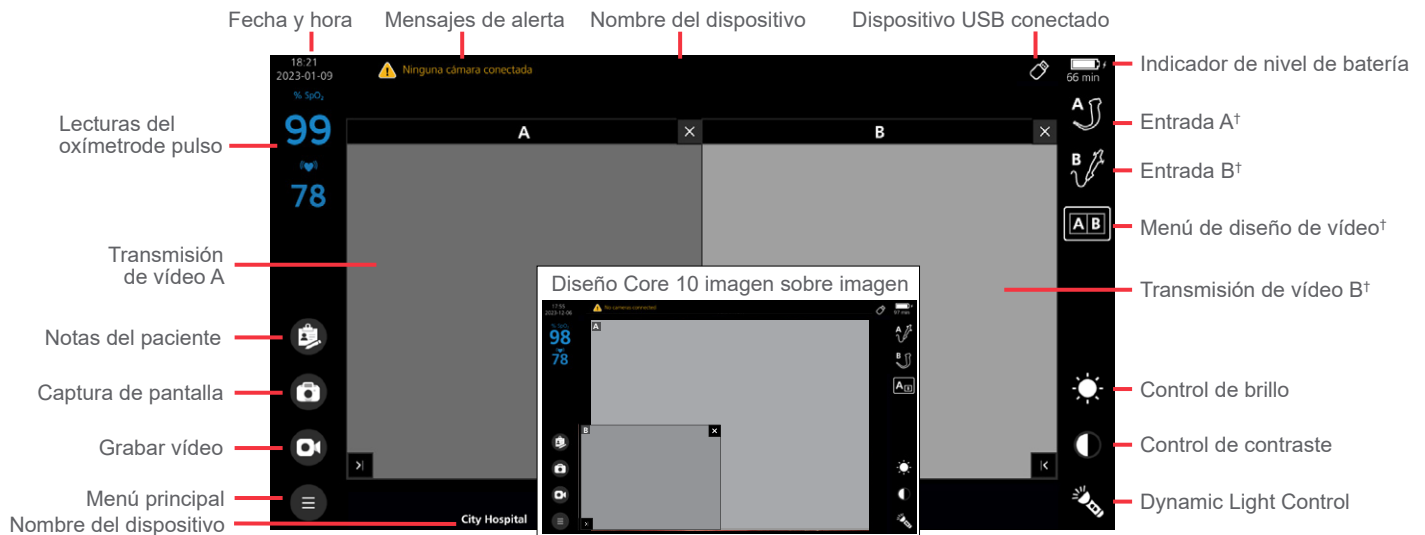 Fecha y hora
Mensajes de alerta
Nombre del dispositivo
Dispositivo USB conectado
18:21
2023-01-09
Ninguna cámara conectada
66 min
Indicador de nivel de batería
% SpO₂
99
78
Lecturas del
oxímetrode pulso
A
B
A
Entrada A†
B
Entrada B†
A B
Menú de diseño de vídeo†
Transmisión
de vídeo A
Transmisión de vídeo B†
Diseño Core 10 imagen sobre imagen
17:55
2023-12-08
No cameras connected
97 min
% SpO₂
98
78
A
A
B
A B
B
Notas del paciente
Captura de pantalla
Grabar vídeo
Menú principal
Nombre del dispositivo
City Hospital
Control de brillo
Control de contraste
Dynamic Light Control